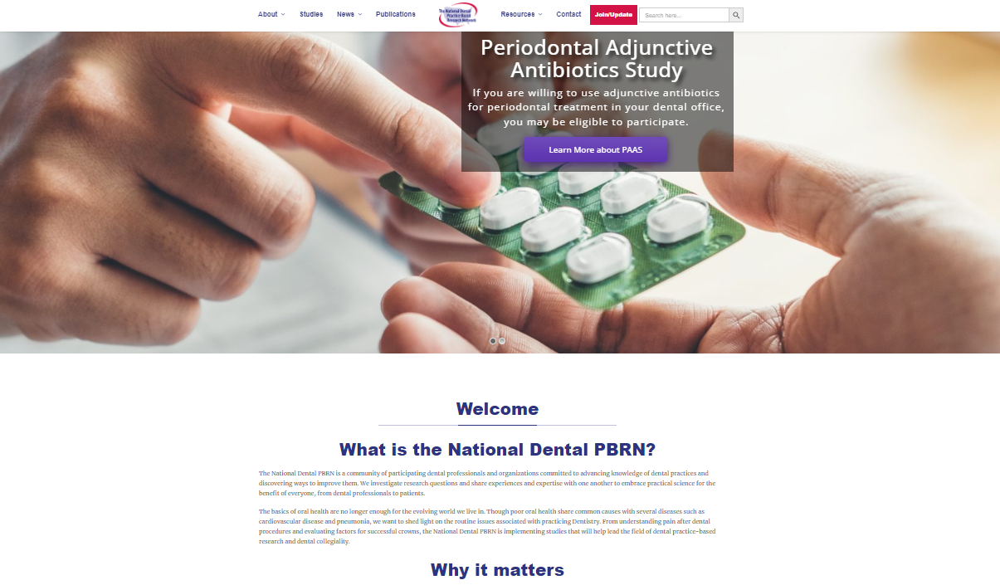 About
Studies
News
Publications
The National Dental
Practice-Based
Research Network
Resources
Contact
Join/Update
Search here...
Periodontal Adjunctive
Antibiotics Study
If you are willing to use adjunctive antibiotics
for periodontal treatment in your dental office,
you may be eligible to participate.
Learn More about PAAS
Welcome
What is the National Dental PBRN?
The National Dental PBRN is a community of participating dental professionals and organizations committed to advancing knowledge of dental practices and
discovering ways to improve them. We investigate research questions and share experiences and expertise with one another to embrace practical science for the
benefit of everyone, from dental professionals to patients.
The basics of oral health are no longer enough for the evolving world we live in. Though poor oral health share common causes with several diseases such as
cardiovascular disease and pneumonia, we want to shed light on the routine issues associated with practicing Dentistry. From understanding pain after dental
procedures and evaluating factors for successful crowns, the National Dental PBRN is implementing studies that will help lead the field of dental practice-based
research and dental collegiality.
Why it matters